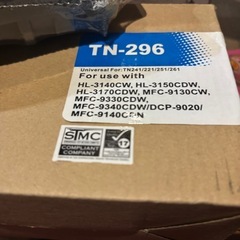 TN-296
Universal For:TN241/221/251/261
For use with
HL-3140CW, HL-3150CDW,
HL-3170CDW, MFC-9130CW,
MFC-9330CDW,
MFC-9340CDW/DCP-9020/
MFC-9140CDN
STMC
COMPLIANT
COMPANY
17